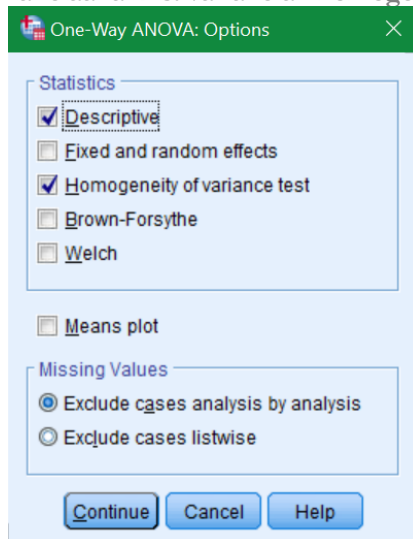 One-Way ANOVA: Options
Statistics
Descriptive
Fixed and random effects
Homogeneity of variance test
Brown-Forsythe
Welch
Means plot
Missing Values
Exclude cases analysis by analysis
Exclude cases listwise
Continue Cancel Help